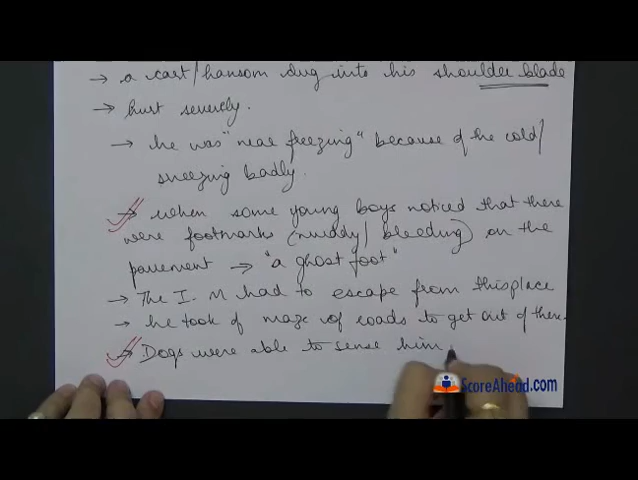 → a cart/hansom dug into his shoulder blade
→ hurt severely.
→ he was "near freezing" because of the cold/
sneezing badly.
→ when some young boys noticed that there
were footmarks (muddy/bleeding) on the
pavement → "a ghost foot"
→ The I-M had to escape from this place
→ he took of maze of roads to get out of there.
→ Dogs were able to sense him.
ScoreAhead.com